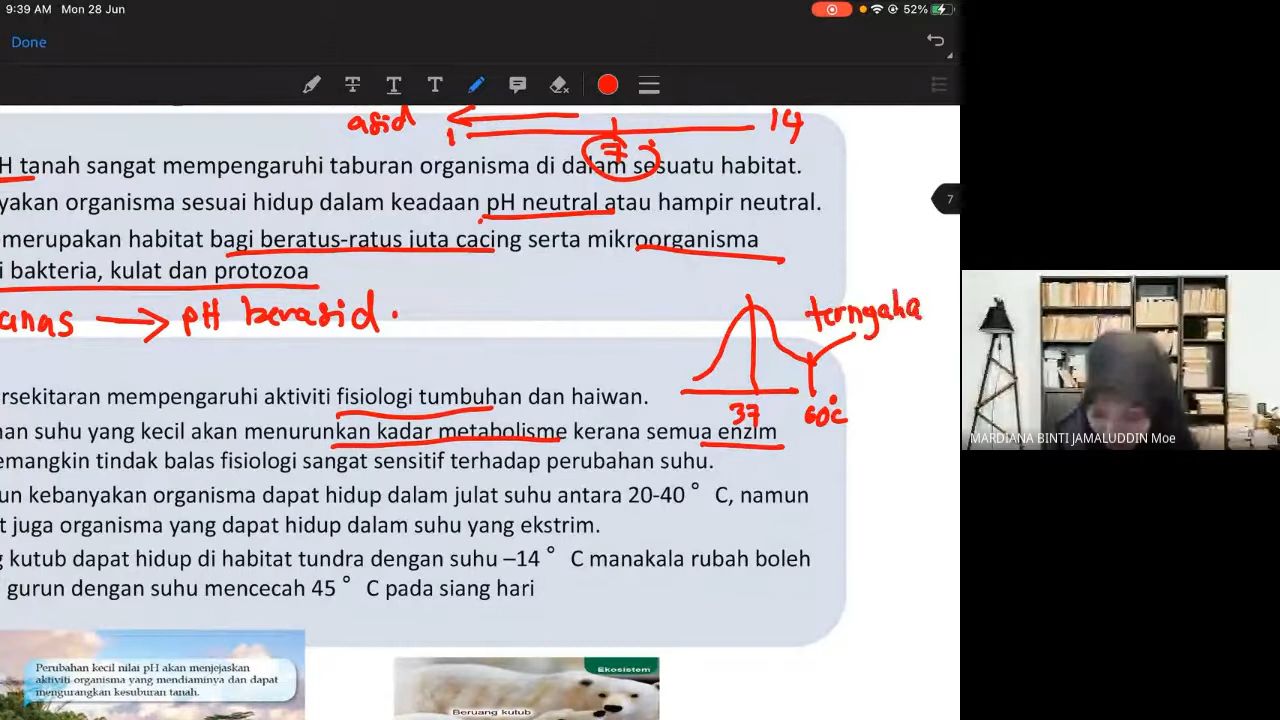 9:39 AM Mon 28 Jun
52%
Done
T T T
asid 1 7 14
H tanah sangat mempengaruhi taburan organisma di dalam sesuatu habitat.
yakan organisma sesuai hidup dalam keadaan pH neutral atau hampir neutral.
merupakan habitat bagi beratus-ratus juta cacing serta mikroorganisma
i bakteria, kulat dan protozoa
anas → pH berasid.
ternyaha
37 60°C
rsekitaran mempengaruhi aktiviti fisiologi tumbuhan dan haiwan.
nan suhu yang kecil akan menurunkan kadar metabolisme kerana semua enzim
emangkin tindak balas fisiologi sangat sensitif terhadap perubahan suhu.
un kebanyakan organisma dapat hidup dalam julat suhu antara 20-40 ° C, namun
t juga organisma yang dapat hidup dalam suhu yang ekstrim.
g kutub dapat hidup di habitat tundra dengan suhu –14 ° C manakala rubah boleh
gurun dengan suhu mencecah 45 ° C pada siang hari
7
MARDIANA BINTI JAMALUDDIN Moe
Perubahan kecil nilai pH akan menjejaskan
aktiviti organisma yang mendiaminya dan dapat
mengurangkan kesuburan tanah.
Ekosistem
Beruang kutub